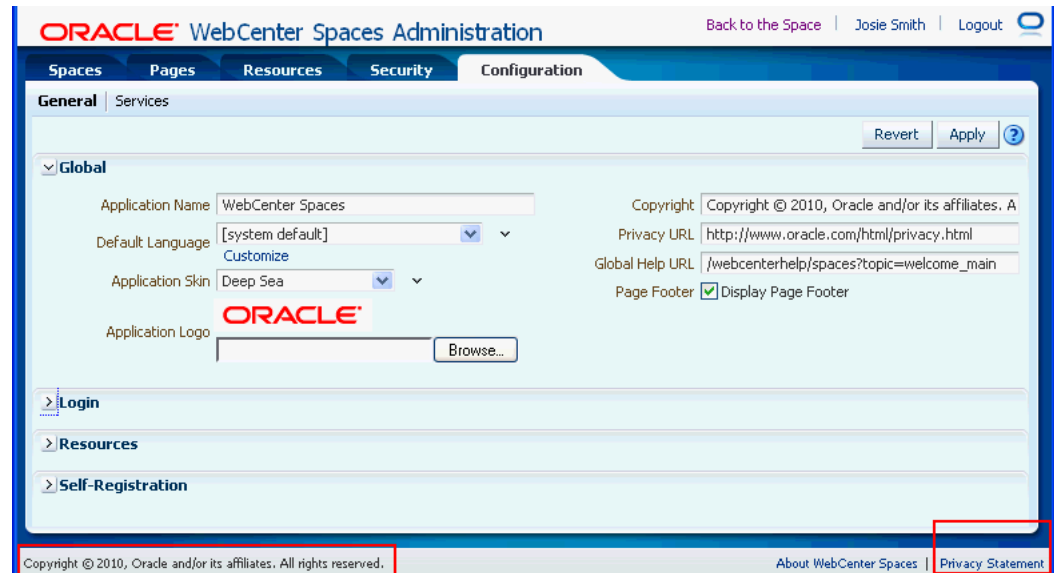 ORACLE WebCenter Spaces Administration
Back to the Space | Josie Smith | Logout
Spaces Pages Resources Security Configuration
General | Services
Revert Apply ?
Global
Application Name WebCenter Spaces
Default Language [system default]
Customize
Application Skin Deep Sea
ORACLE
Application Logo
Browse...
Copyright Copyright © 2010, Oracle and/or its affiliates. A
Privacy URL http://www.oracle.com/html/privacy.html
Global Help URL /webcenterhelp/spaces?topic=welcome_main
Page Footer Display Page Footer
Login
Resources
Self-Registration
Copyright © 2010, Oracle and/or its affiliates. All rights reserved.
About WebCenter Spaces | Privacy Statement